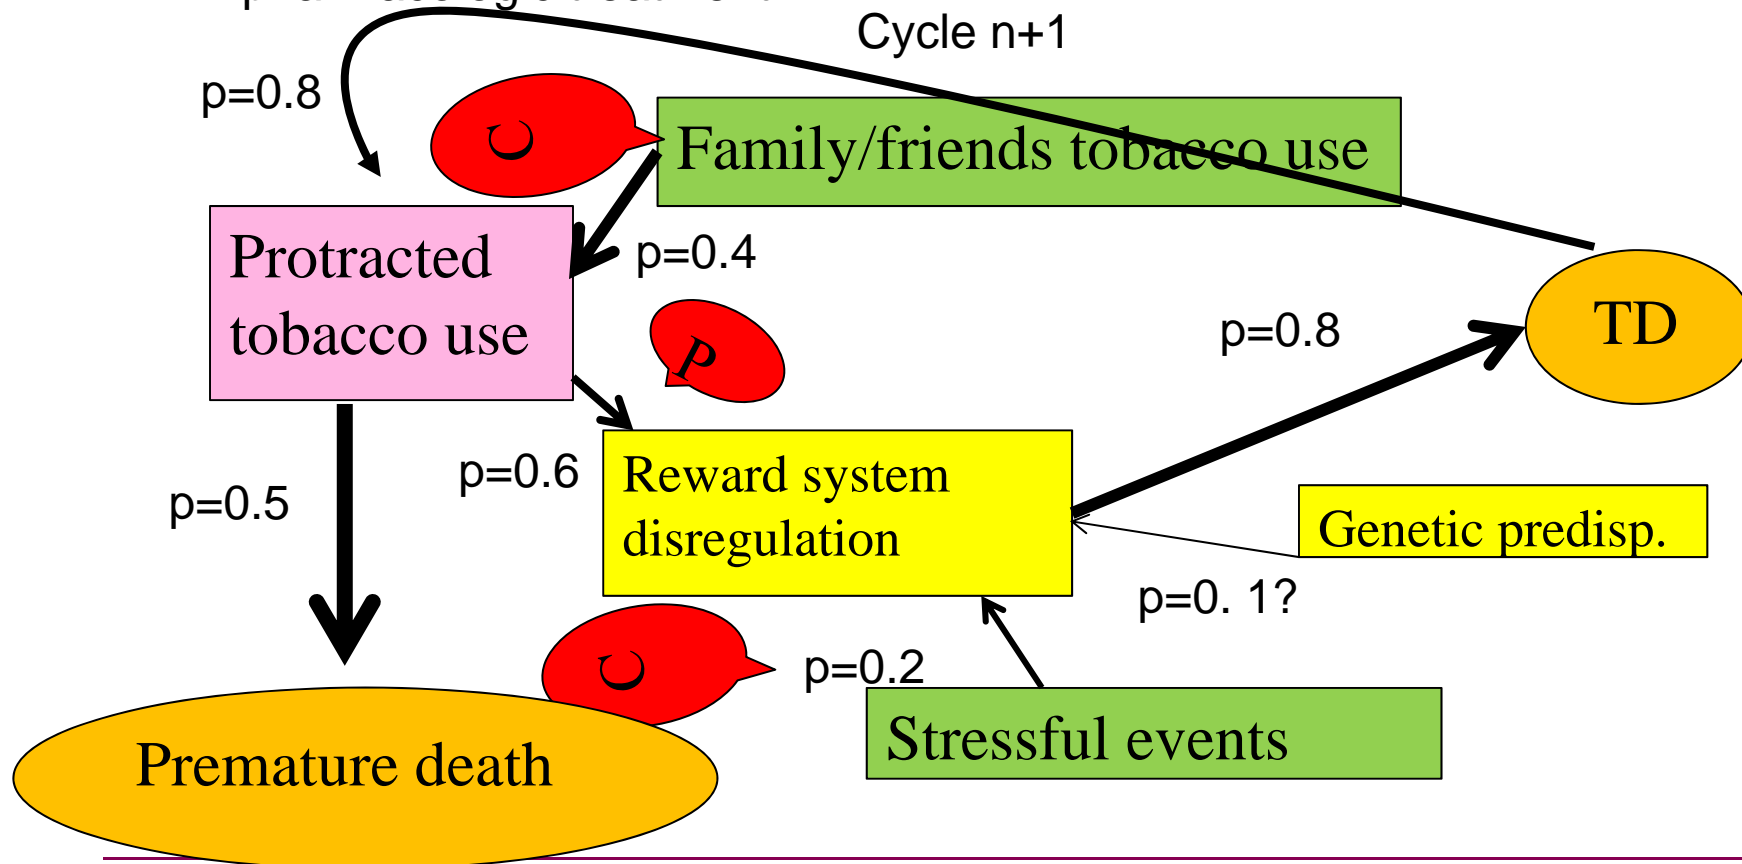 Cycle n+1
p=0.8
C
Family/friends tobacco use
Protracted
tobacco use
p=0.4
P
p=0.8
TD
p=0.6
p=0.5
Reward system
disregulation
Genetic predisp.
p=0. 1?
C
p=0.2
Stressful events
Premature death